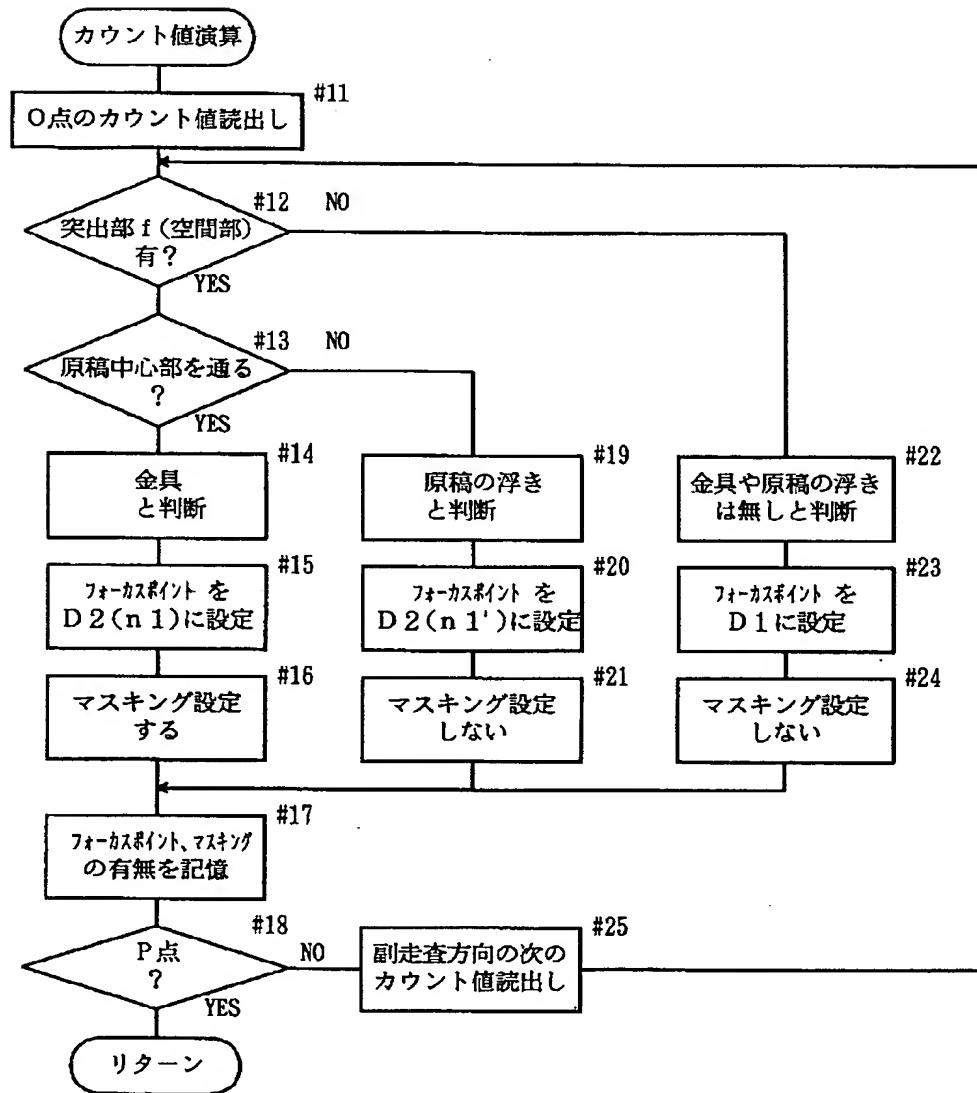 カウント値演算
#11
O点のカウント値読出し
#12 NO
突出部f(空間部)
有?
YES
#13 NO
原稿中心部を通る
?
YES
#14
金具
と判断
#19
原稿の浮き
と判断
#22
金具や原稿の浮き
は無しと判断
#15
フォーカスポイント を
D2(n1)に設定
#20
フォーカスポイント を
D2(n1')に設定
#23
フォーカスポイント を
D1に設定
#16
マスキング設定
する
#21
マスキング設定
しない
#24
マスキング設定
しない
#17
フォーカスポイント、マスキング
の有無を記憶
#18 NO
P点
?
YES
#25
副走査方向の次の
カウント値読出し
リターン